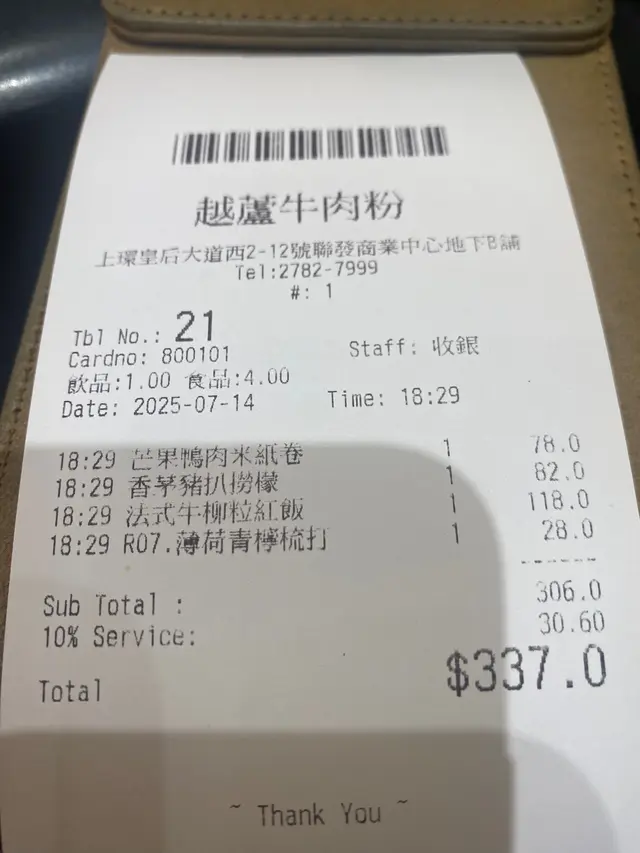 越蘆牛肉粉
上環皇后大道西2-12號聯發商業中心地下B舖
Tel:2782-7999
#: 1
Tbl No.: 21
Cardno: 800101 Staff: 收銀
飲品:1.00 食品:4.00
Date: 2025-07-14 Time: 18:29
18:29 芒果鴨肉米紙卷 1 78.0
18:29 香茅豬扒撈檬 1 82.0
18:29 法式牛柳粒紅飯 1 118.0
18:29 R07.薄荷青檸梳打 1 28.0
------
Sub Total : 306.0
10% Service: 30.60
Total $337.0
~ Thank You ~